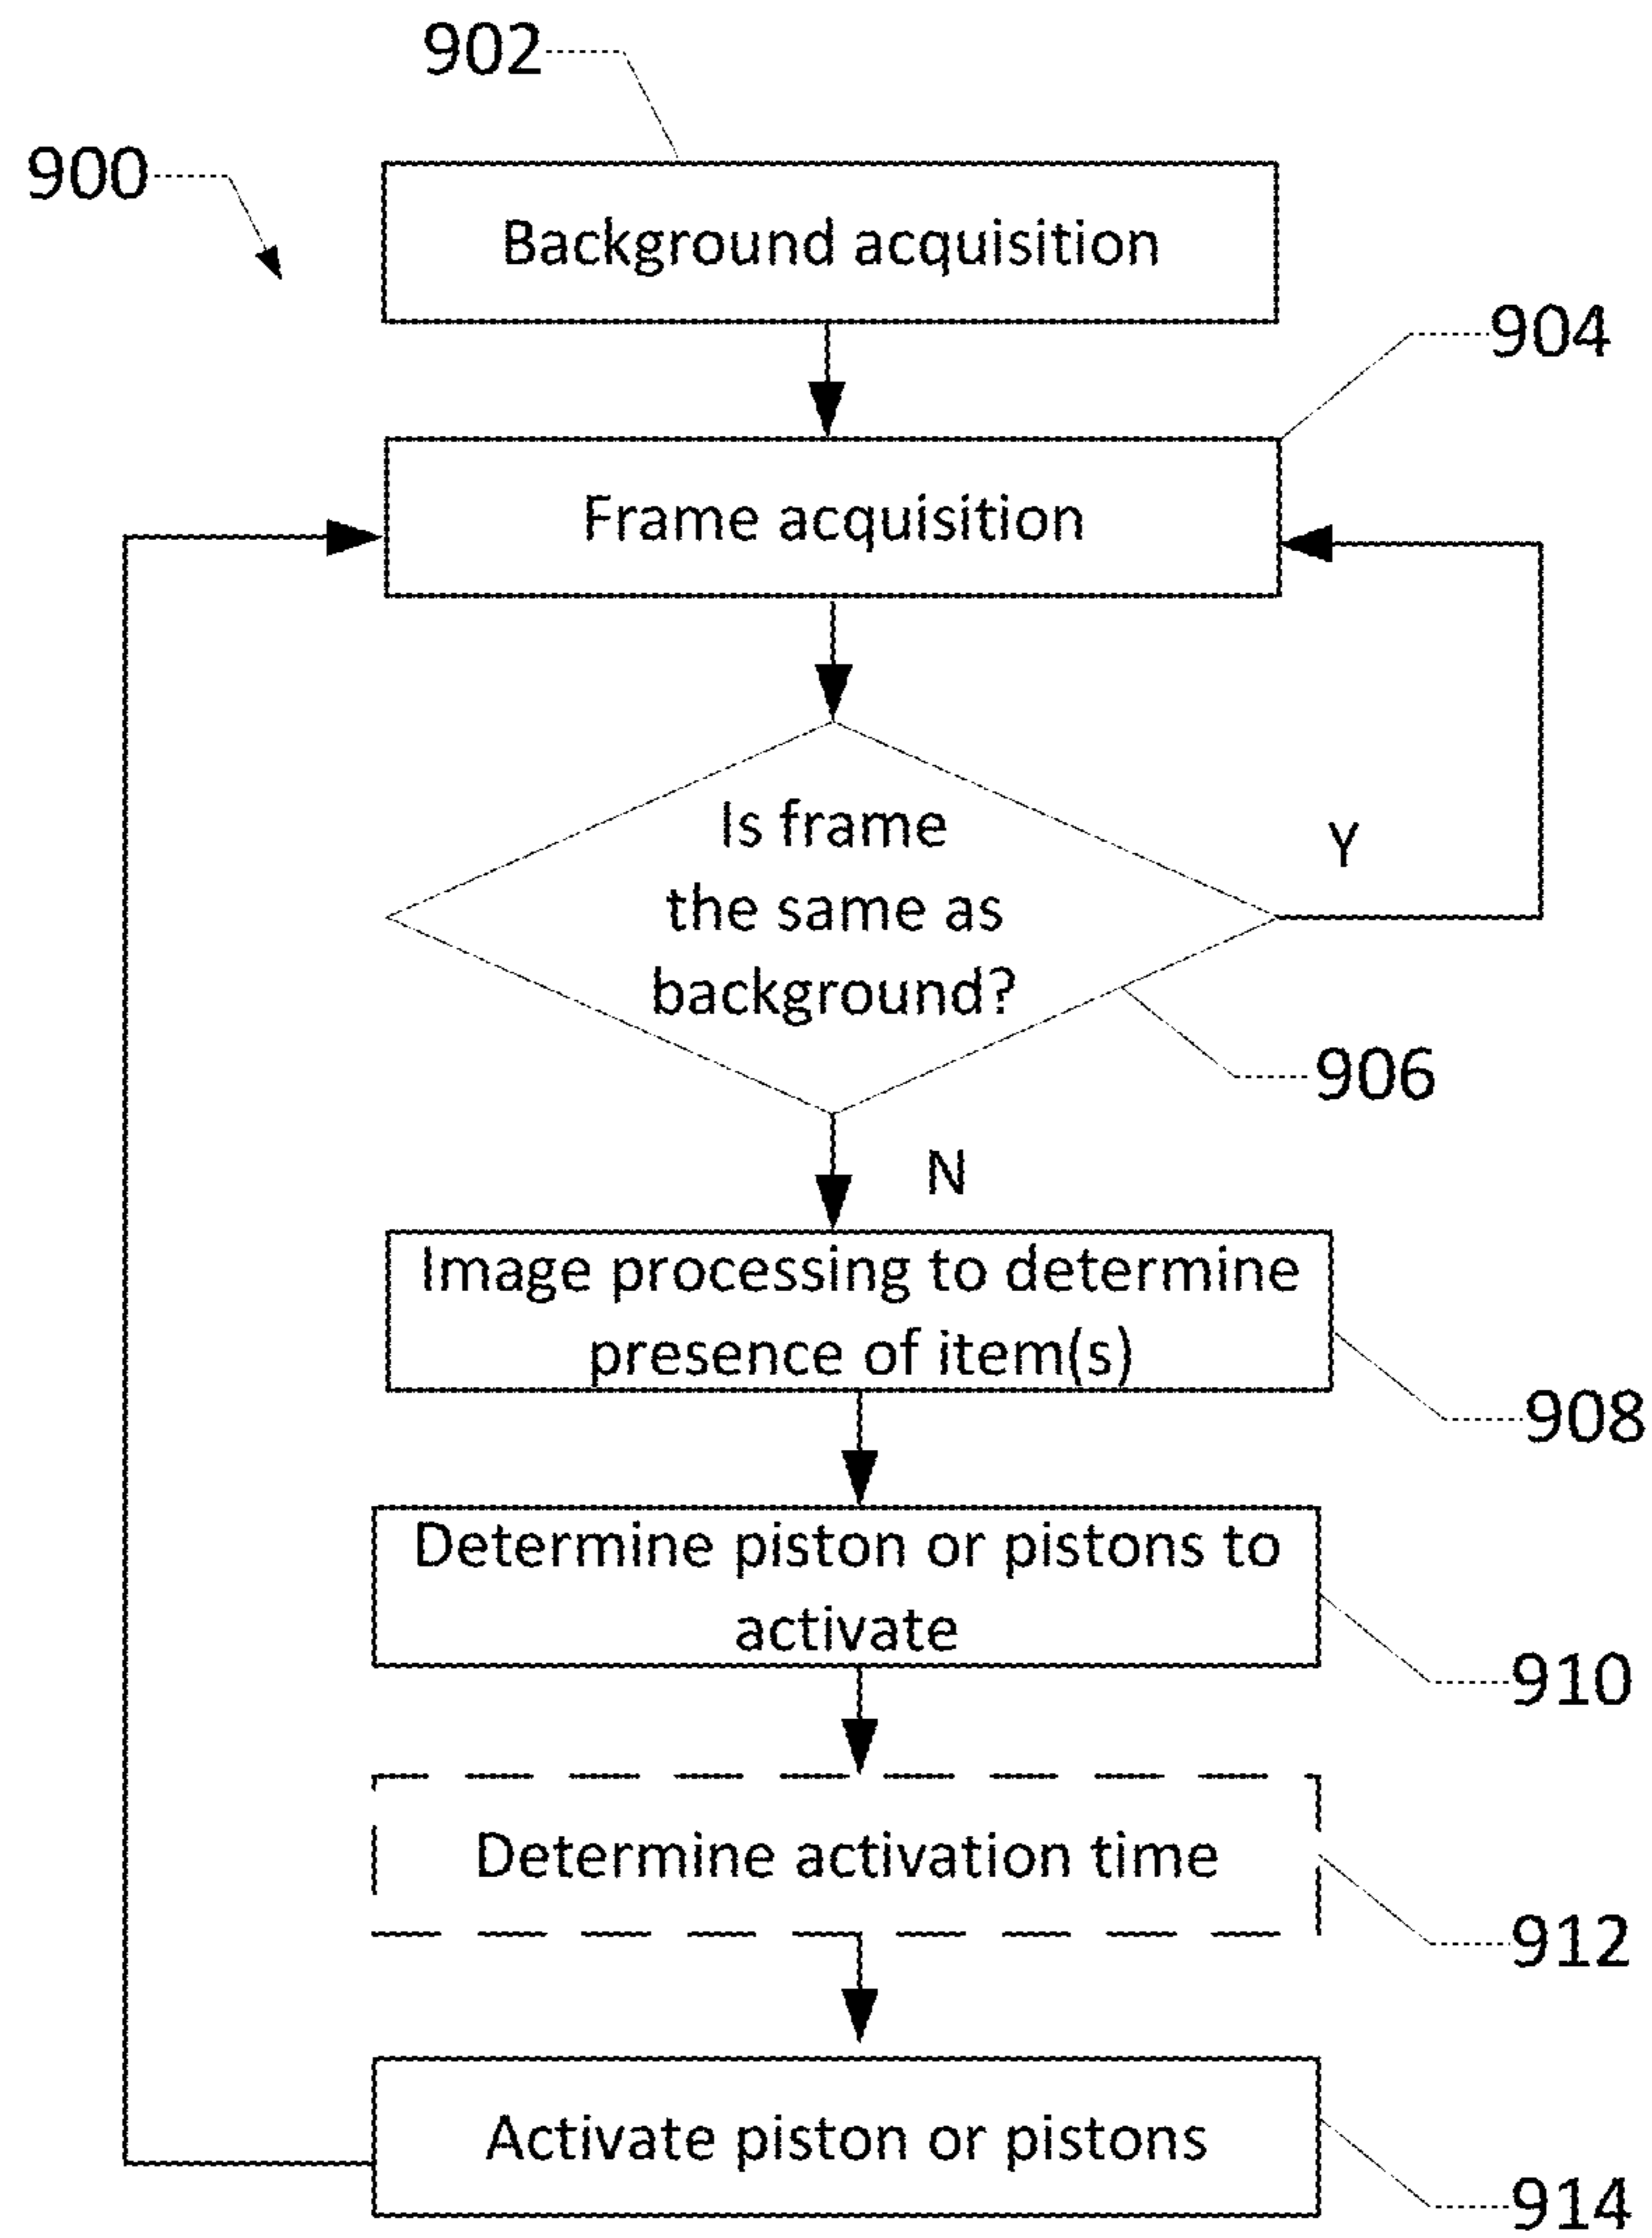 902
900
Background acquisition
904
Frame acquisition
Is frame
the same as
background?
Y
906
N
Image processing to determine
presence of item(s)
908
Determine piston or pistons to
activate
910
Determine activation time
912
Activate piston or pistons
914